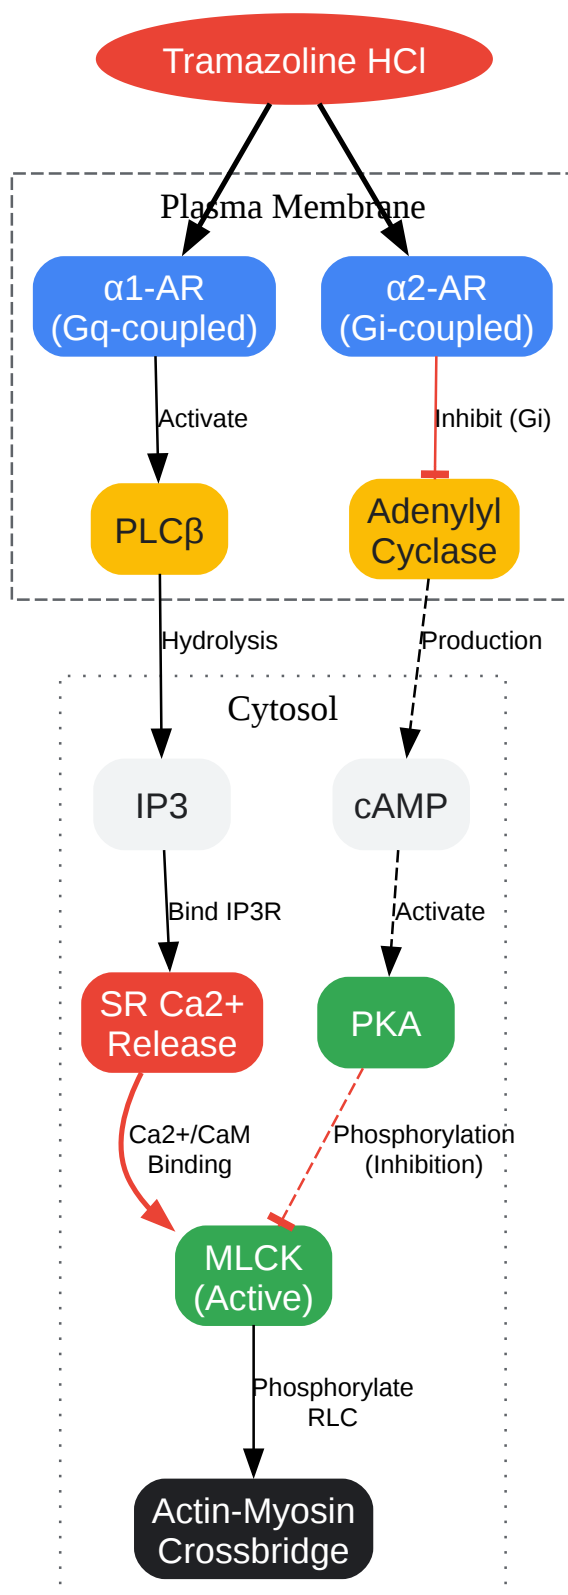 Tramazoline HCl
Plasma Membrane
α1-AR
(Gq-coupled)
α2-AR
(Gi-coupled)
Activate
Inhibit (Gi)
PLCβ
Adenylyl
Cyclase
Hydrolysis
Production
Cytosol
IP3
cAMP
Bind IP3R
Activate
SR Ca2+
Release
PKA
Ca2+/CaM
Binding
Phosphorylation
(Inhibition)
MLCK
(Active)
Phosphorylate
RLC
Actin-Myosin
Crossbridge